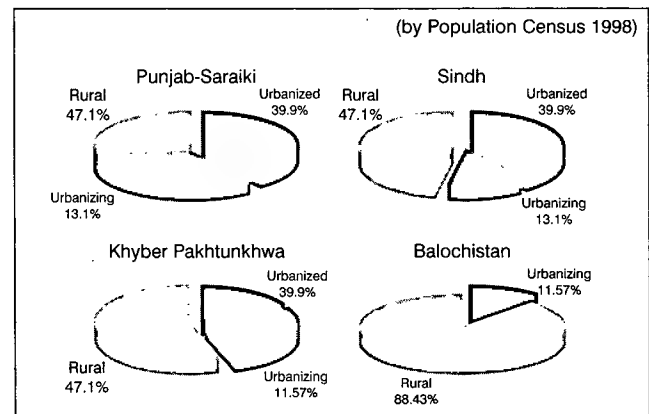 (by Population Census 1998)
Punjab-Saraiki
Rural
47.1%
Urbanized
39.9%
Urbanizing
13.1%
Sindh
Rural
47.1%
Urbanized
39.9%
Urbanizing
13.1%
Khyber Pakhtunkhwa
Urbanized
39.9%
Rural
47.1%
Urbanizing
11.57%
Balochistan
Urbanizing
11.57%
Rural
88.43%